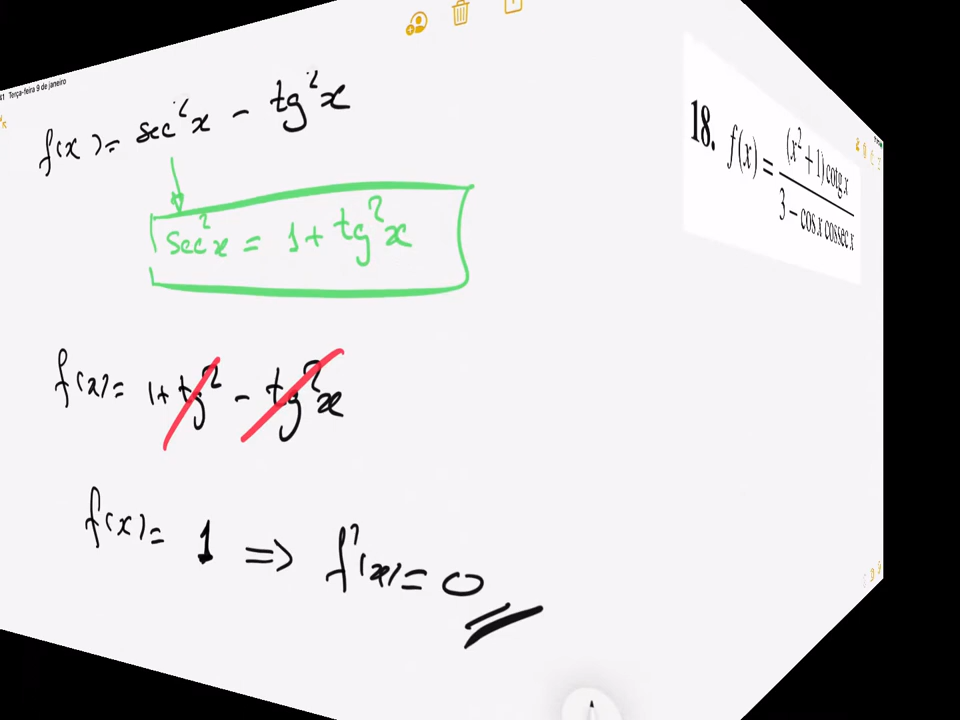 Terça-feira 9 de janeiro
f(x) = sec²x - tg²x
sec²x = 1 + tg²x
f(x) = 1 + tg² - tg²x
f(x) = 1 => f'(x) = 0
18. f(x) = (x² + 1) cotg x / 3 - cos x cossec x